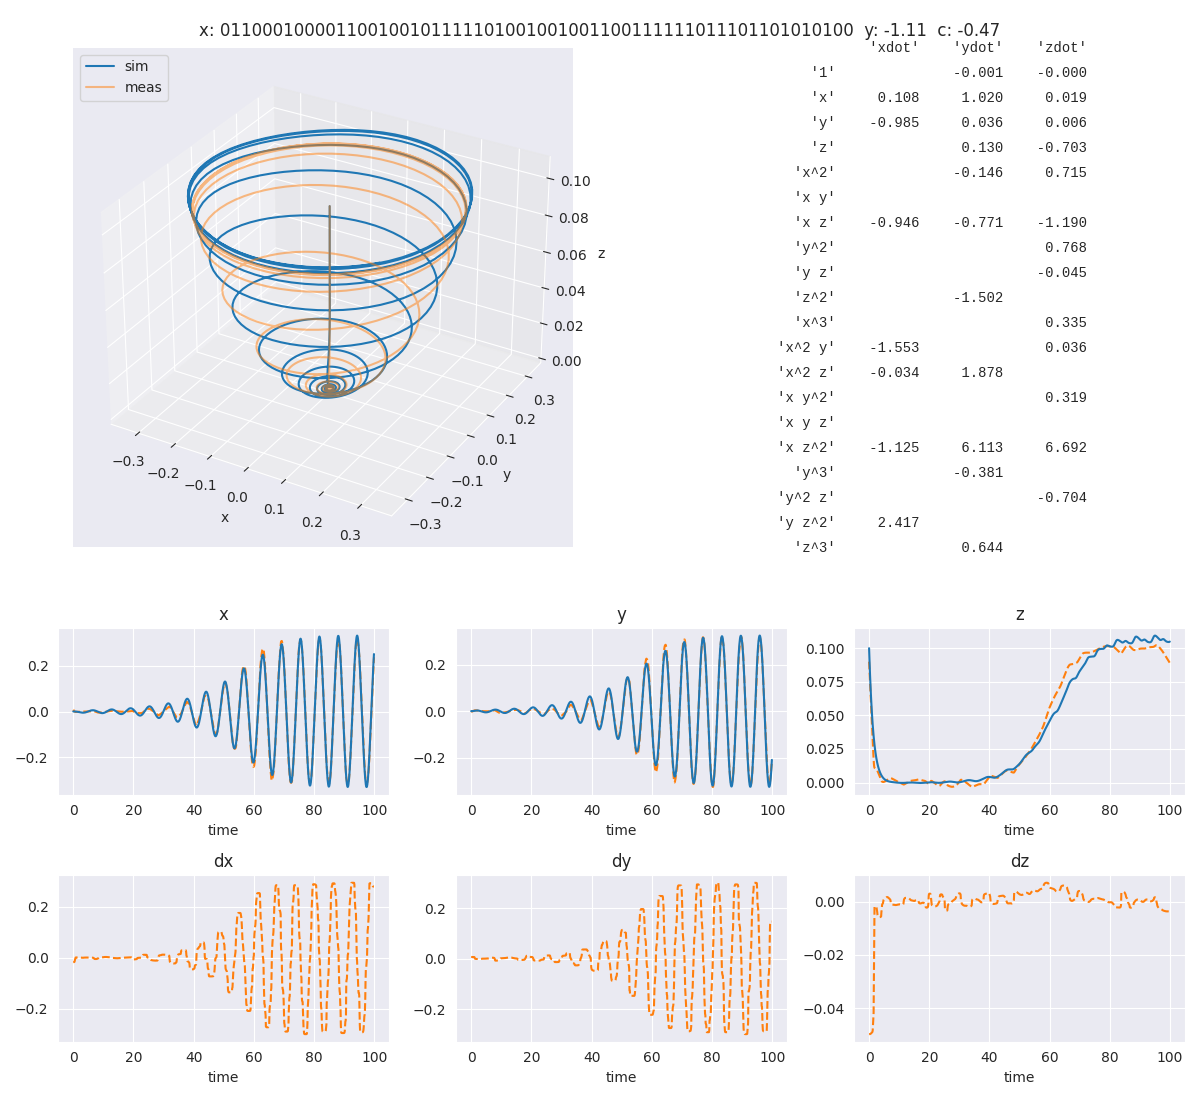 x: 011000100001100100101111101001001001100111111011101101010100  y: -1.11  c: -0.47
sim
meas
0.10
0.08
0.06
0.04
0.02
0.00
z
−0.3
−0.2
−0.1
0.0
0.1
0.2
0.3
x
−0.3
−0.2
−0.1
0.0
0.1
0.2
0.3
y
'xdot' 'ydot' 'zdot'
'1' -0.001 -0.000
'x' 0.108 1.020 0.019
'y' -0.985 0.036 0.006
'z' 0.130 -0.703
'x^2' -0.146 0.715
'x y'
'x z' -0.946 -0.771 -1.190
'y^2' 0.768
'y z' -0.045
'z^2' -1.502
'x^3' 0.335
'x^2 y' -1.553 0.036
'x^2 z' -0.034 1.878
'x y^2' 0.319
'x y z'
'x z^2' -1.125 6.113 6.692
'y^3' -0.381
'y^2 z' -0.704
'y z^2' 2.417
'z^3' 0.644
x
0.2
0.0
−0.2
0 20 40 60 80 100
time
y
0.2
0.0
−0.2
0 20 40 60 80 100
time
z
0.100
0.075
0.050
0.025
0.000
0 20 40 60 80 100
time
dx
0.2
0.0
−0.2
0 20 40 60 80 100
time
dy
0.2
0.0
−0.2
0 20 40 60 80 100
time
dz
0.00
−0.02
−0.04
0 20 40 60 80 100
time